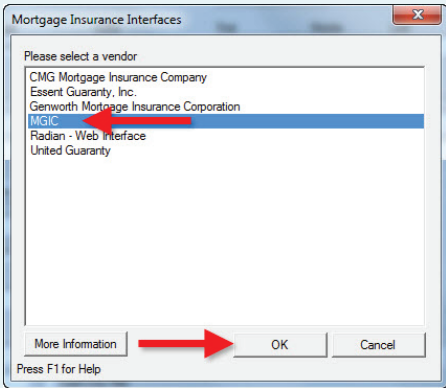 Mortgage Insurance Interfaces
Please select a vendor
CMG Mortgage Insurance Company
Essent Guaranty, Inc.
Genworth Mortgage Insurance Corporation
MGIC
Radian - Web Interface
United Guaranty
More Information OK Cancel
Press F1 for Help